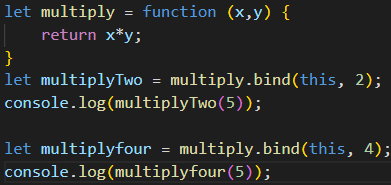 let multiply = function (x,y) {
    return x*y;
}
let multiplyTwo = multiply.bind(this, 2);
console.log(multiplyTwo(5));

let multiplyfour = multiply.bind(this, 4);
console.log(multiplyfour(5));